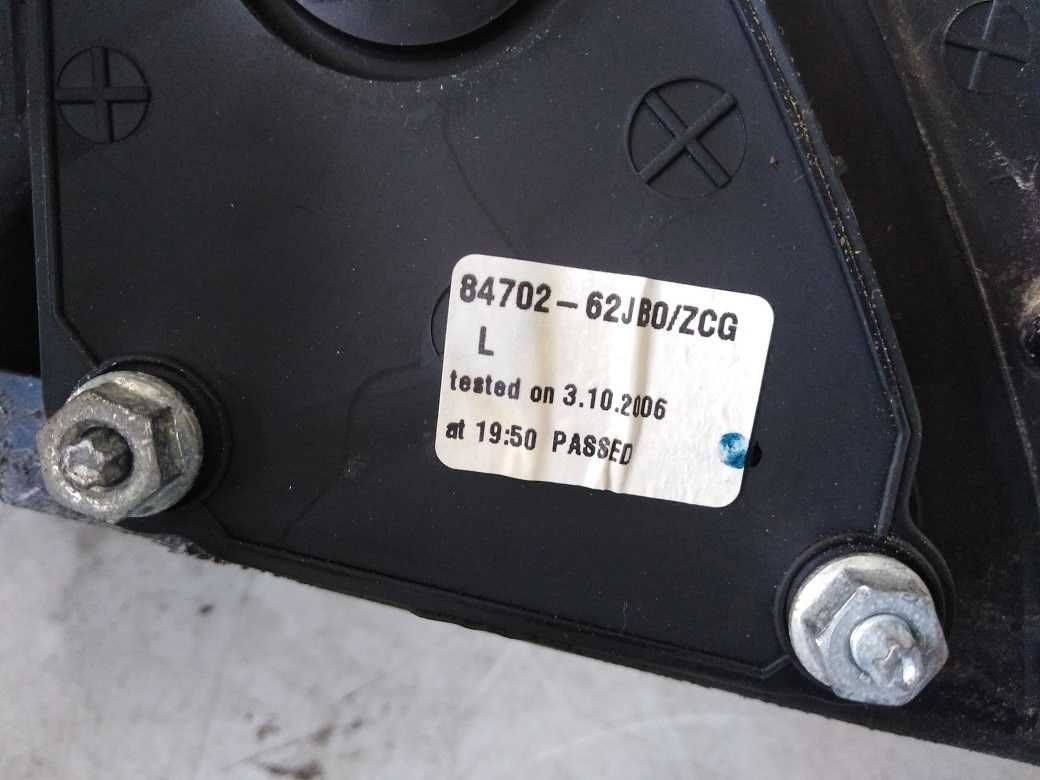 84702-62JB0/ZCG
L
tested on 3.10.2006
at 19:50 PASSED